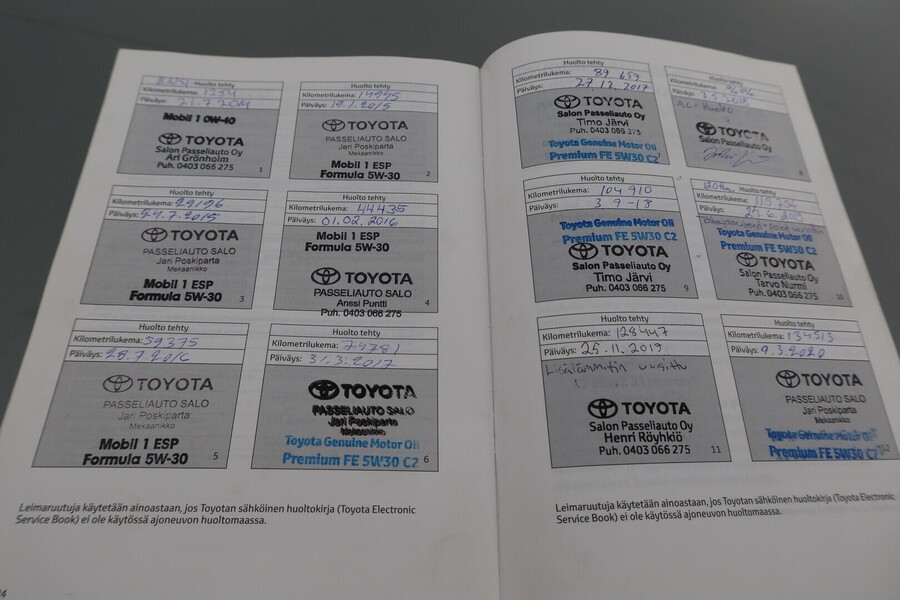 ENSI Huolto tehty
Kilometrilukema: 1234
Päiväys: 21.7.2014
Mobil 1 0W-40
TOYOTA
Salon Passeliauto Oy
Ari Grönholm
Puh. 0403 066 275
1
Huolto tehty
Kilometrilukema: 14945
Päiväys: 19.1.2015
TOYOTA
PASSELIAUTO SALO
Jari Poskiparta
Mekaanikko
Mobil 1 ESP
Formula 5W-30
2
Huolto tehty
Kilometrilukema: 29196
Päiväys: 29.7.2015
TOYOTA
PASSELIAUTO SALO
Jari Poskiparta
Mekaanikko
Mobil 1 ESP
Formula 5W-30
3
Huolto tehty
Kilometrilukema: 44435
Päiväys: 01.02.2016
Mobil 1 ESP
Formula 5W-30
TOYOTA
PASSELIAUTO SALO
Anssi Puntti
Puh. 0403 066 275
4
Huolto tehty
Kilometrilukema: 59375
Päiväys: 28.7.2016
TOYOTA
PASSELIAUTO SALO
Jari Poskiparta
Mekaanikko
Mobil 1 ESP
Formula 5W-30
5
Huolto tehty
Kilometrilukema: 74781
Päiväys: 31.3.2017
TOYOTA
PASSELIAUTO SALO
Jari Poskiparta
Mekaanikko
Toyota Genuine Motor Oil
Premium FE 5W30 C2
6
Leimaruutuja käytetään ainoastaan, jos Toyotan sähköinen huoltokirja (Toyota Electronic
Service Book) ei ole käytössä ajoneuvon huoltomaassa.
Huolto tehty
Kilometrilukema: 89 659
Päiväys: 27.12.2017
TOYOTA
Salon Passeliauto Oy
Timo Järvi
Puh. 0403 066 275
Toyota Genuine Motor Oil
Premium FE 5W30 C2
7
Huolto tehty
Kilometrilukema:
Päiväys:
AC-Huolto
TOYOTA
Salon Passeliauto Oy
8
Huolto tehty
Kilometrilukema: 104 910
Päiväys: 3 9-18
Toyota Genuine Motor Oil
Premium FE 5W30 C2
TOYOTA
Salon Passeliauto Oy
Timo Järvi
Puh. 0403 066 275
9
Huolto tehty
Kilometrilukema:
Päiväys:
Toyota Genuine Motor Oil
Premium FE 5W30 C2
TOYOTA
Salon Passeliauto Oy
Tarvo Nurmi
Puh. 0403 066 275
10
Huolto tehty
Kilometrilukema: 128447
Päiväys: 25.11.2019
Lisälämmitin uusittu
TOYOTA
Salon Passeliauto Oy
Henri Röyhkiö
Puh. 0403 066 275
11
Huolto tehty
Kilometrilukema: 134513
Päiväys: 9.3.2020
TOYOTA
PASSELIAUTO SALO
Jari Poskiparta
Mekaanikko
Toyota Genuine Motor Oil
Premium FE 5W30 C2
12
Leimaruutuja käytetään ainoastaan, jos Toyotan sähköinen huoltokirja (Toyota Electronic
Service Book) ei ole käytössä ajoneuvon huoltomaassa.